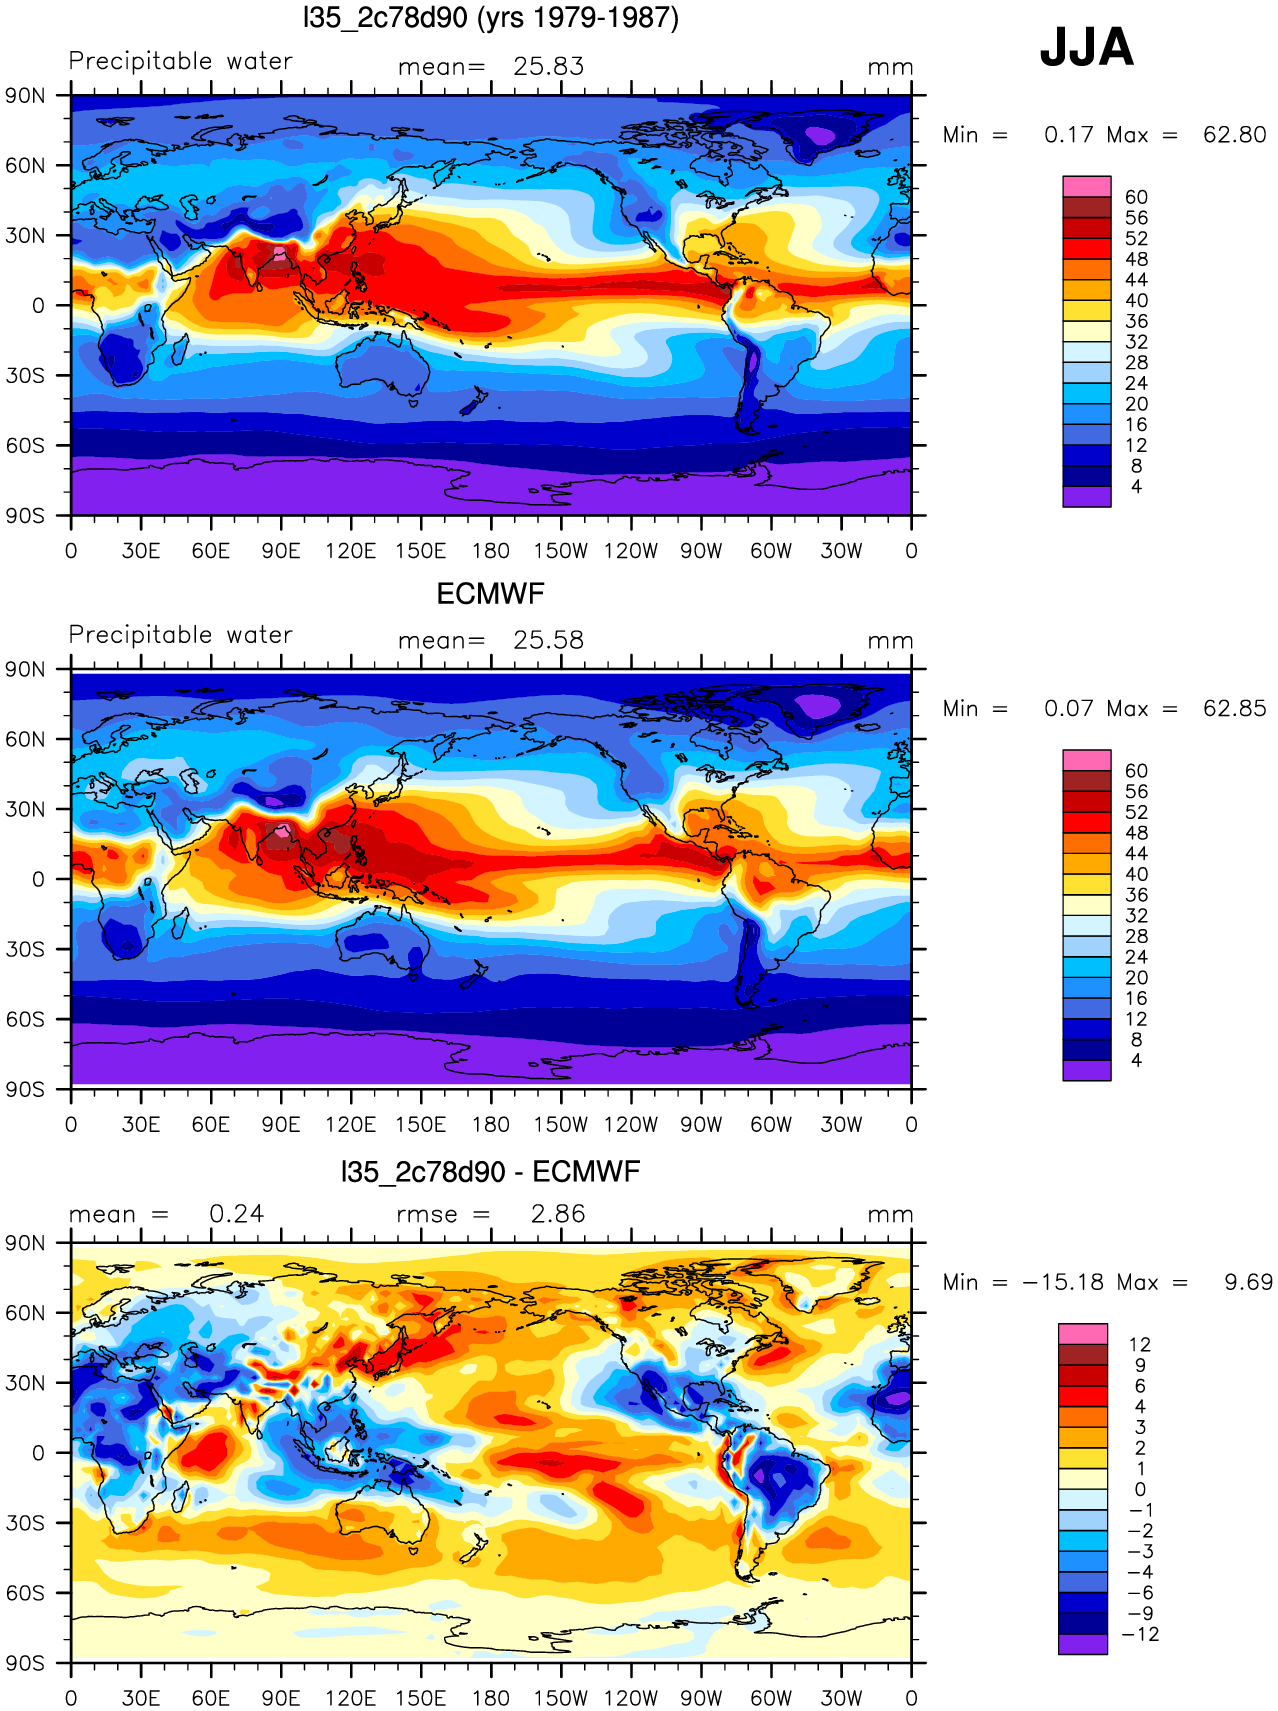 l35_2c78d90 (yrs 1979-1987)
JJA
Precipitable water mean= 25.83 mm
Min = 0.17 Max = 62.80
90N
60N
30N
0
30S
60S
90S
0 30E 60E 90E 120E 150E 180 150W 120W 90W 60W 30W 0
60
56
52
48
44
40
36
32
28
24
20
16
12
8
4
ECMWF
Precipitable water mean= 25.58 mm
Min = 0.07 Max = 62.85
90N
60N
30N
0
30S
60S
90S
0 30E 60E 90E 120E 150E 180 150W 120W 90W 60W 30W 0
60
56
52
48
44
40
36
32
28
24
20
16
12
8
4
l35_2c78d90 - ECMWF
mean = 0.24 rmse = 2.86 mm
Min = −15.18 Max = 9.69
90N
60N
30N
0
30S
60S
90S
0 30E 60E 90E 120E 150E 180 150W 120W 90W 60W 30W 0
12
9
6
4
3
2
1
0
−1
−2
−3
−4
−6
−9
−12